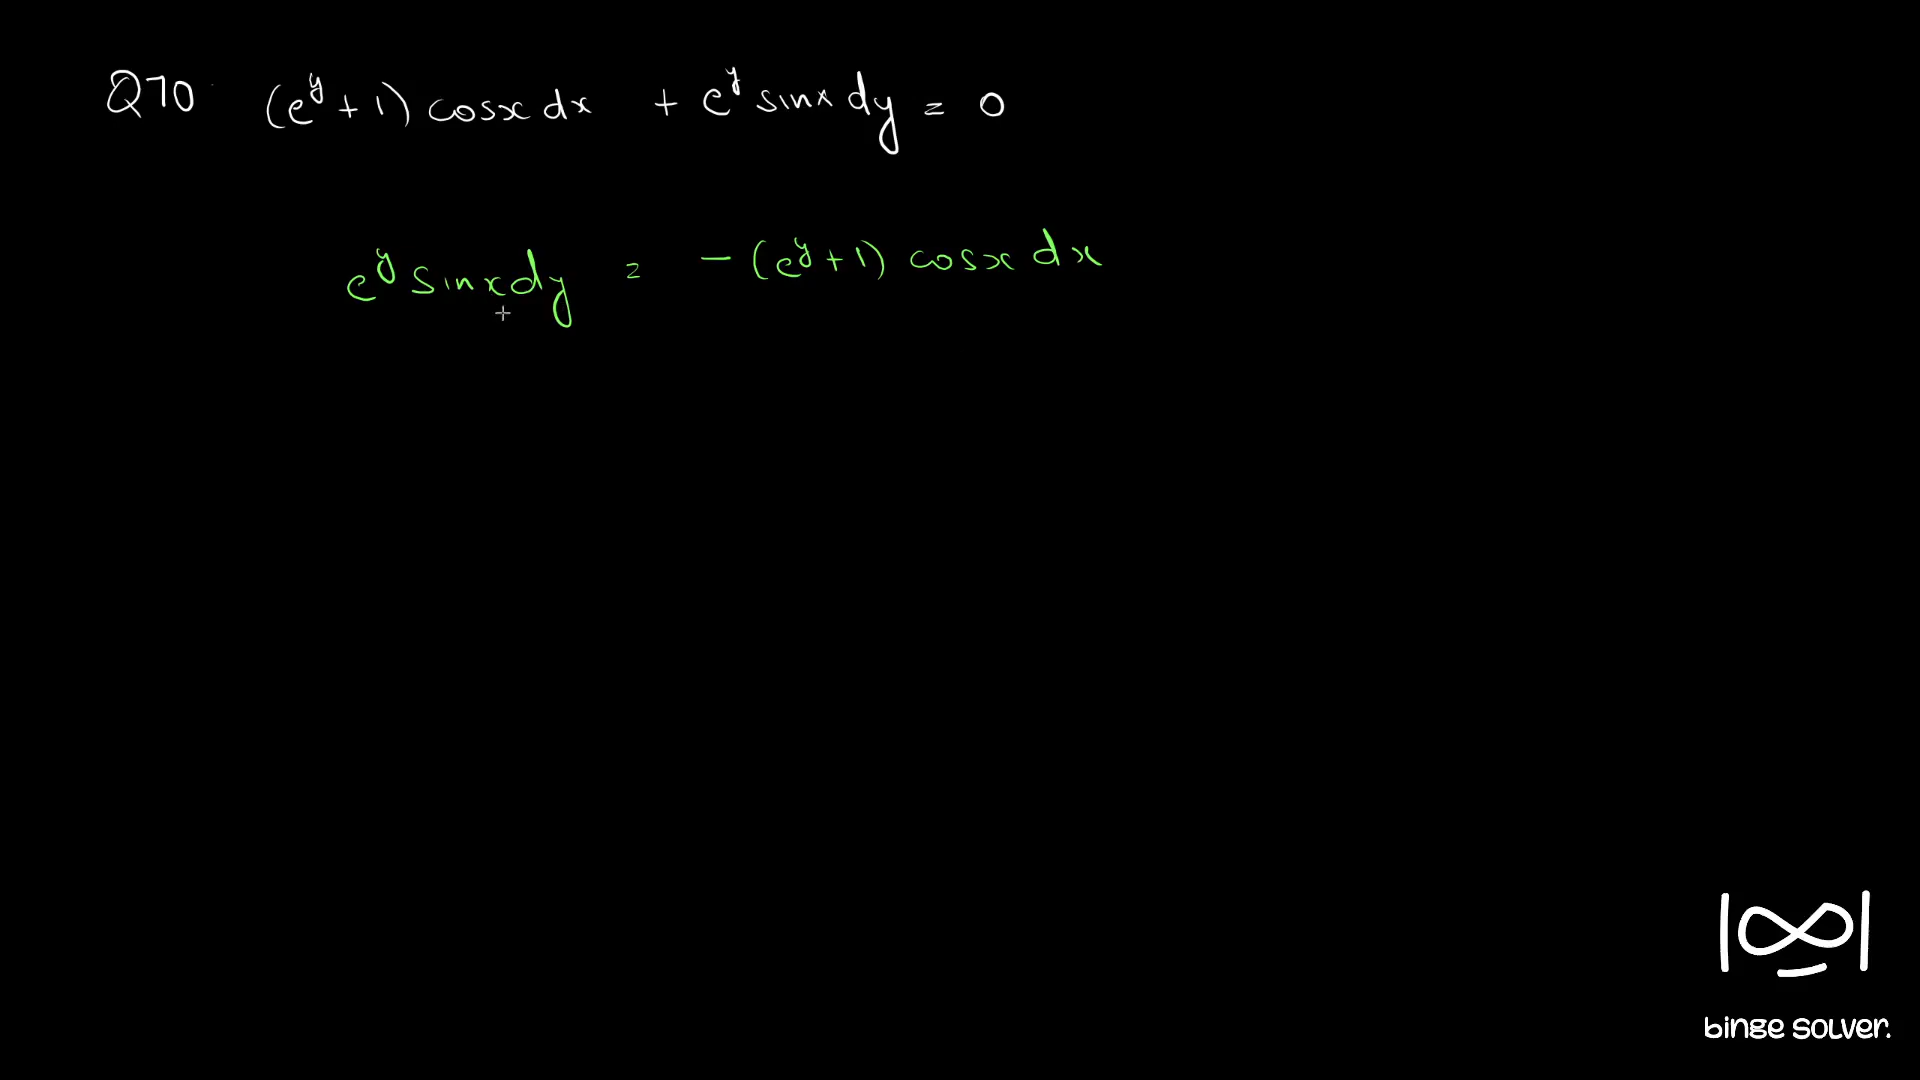 Q70 (e^y + 1) cosx dx + e^y sinx dy = 0
e^y sinx dy = - (e^y + 1) cosx dx
binge solver.